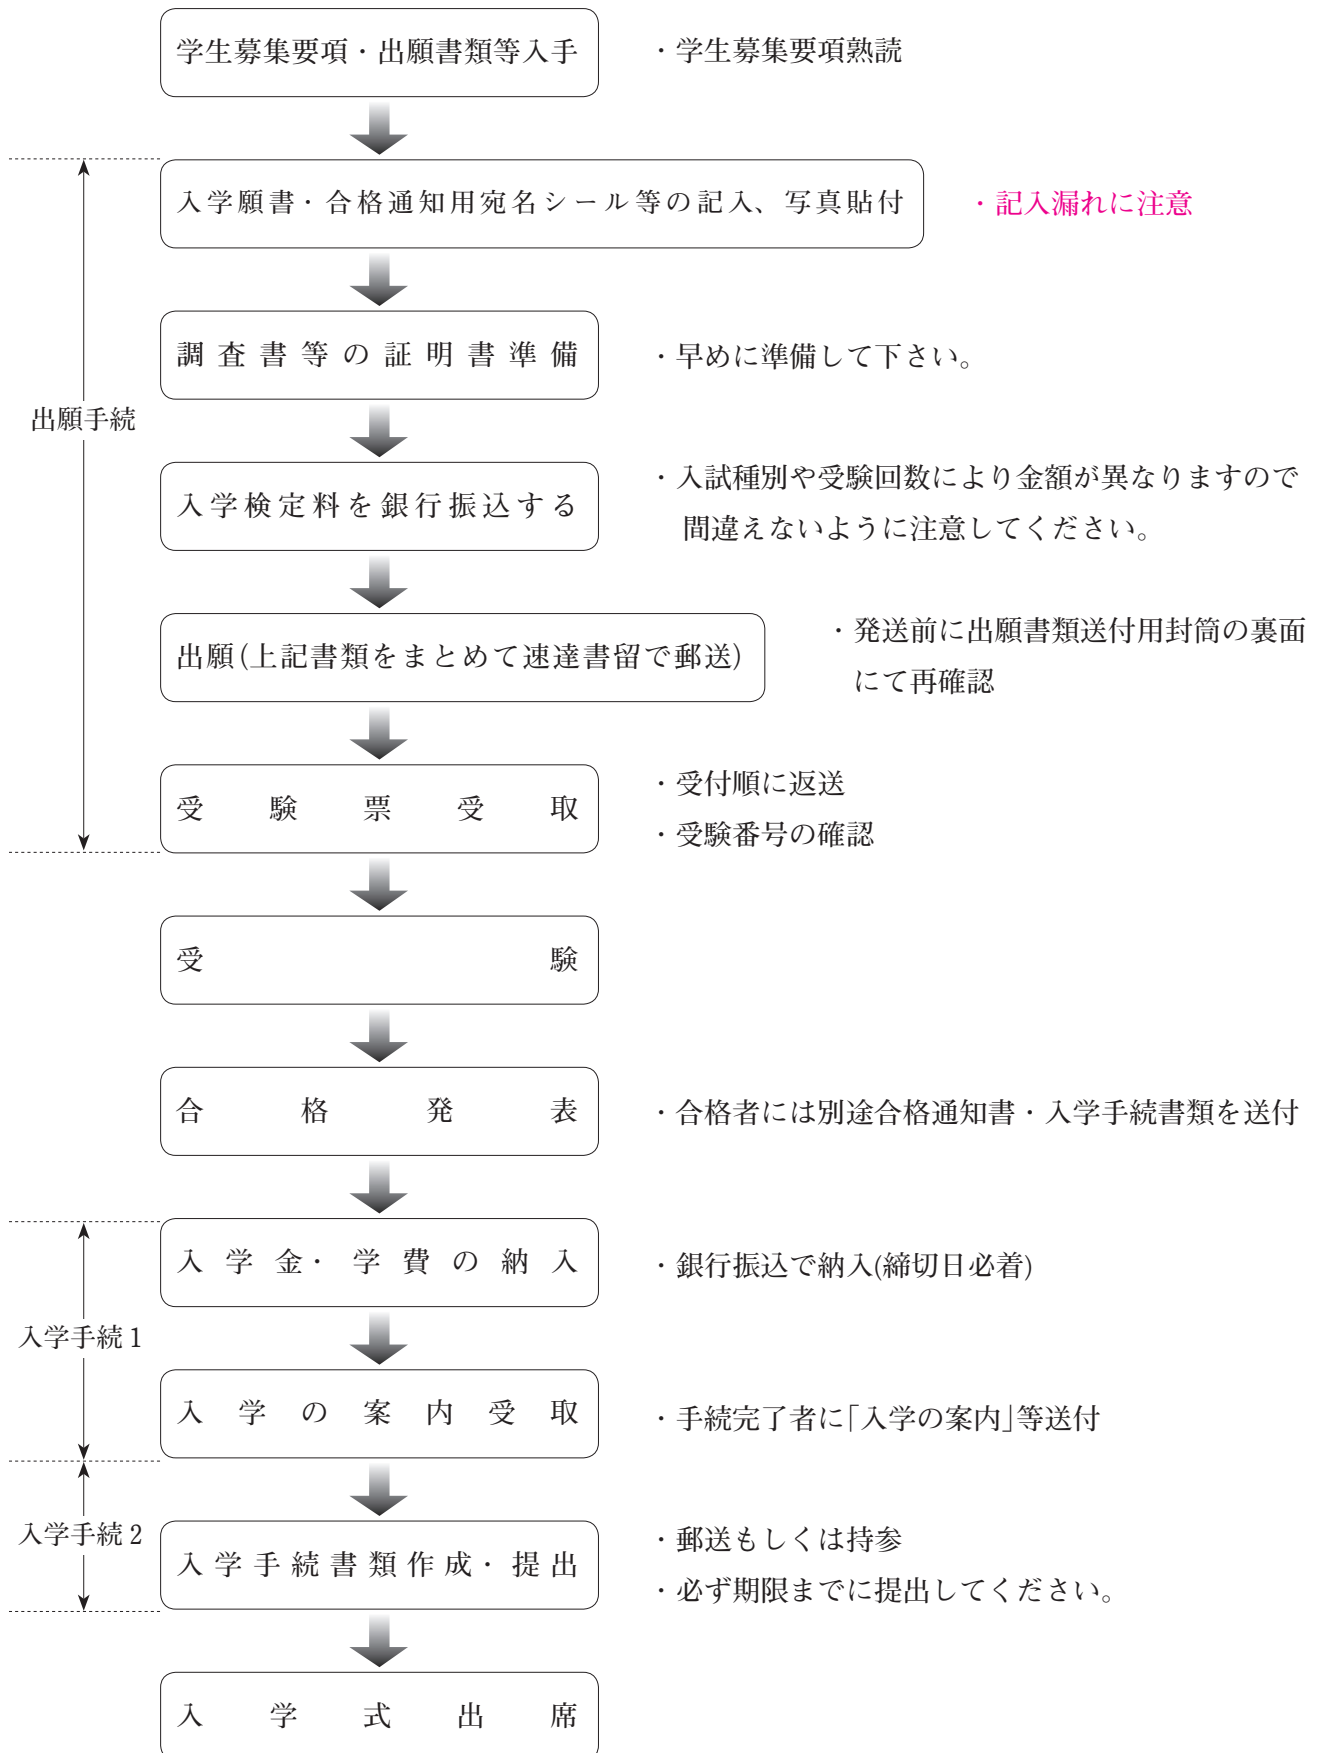 学生募集要項・出願書類等入手
・学生募集要項熟読
入学願書・合格通知用宛名シール等の記入、写真貼付
・記入漏れに注意
調査書等の証明書準備
・早めに準備して下さい。
出願手続
入学検定料を銀行振込する
・入試種別や受験回数により金額が異なりますので
間違えないように注意してください。
出願(上記書類をまとめて速達書留で郵送)
・発送前に出願書類送付用封筒の裏面
にて再確認
受験票受取
・受付順に返送
・受験番号の確認
受験
合格発表
・合格者には別途合格通知書・入学手続書類を送付
入学金・学費の納入
・銀行振込で納入(締切日必着)
入学手続1
入学の案内受取
・手続完了者に「入学の案内」等送付
入学手続2
入学手続書類作成・提出
・郵送もしくは持参
・必ず期限までに提出してください。
入学式出席